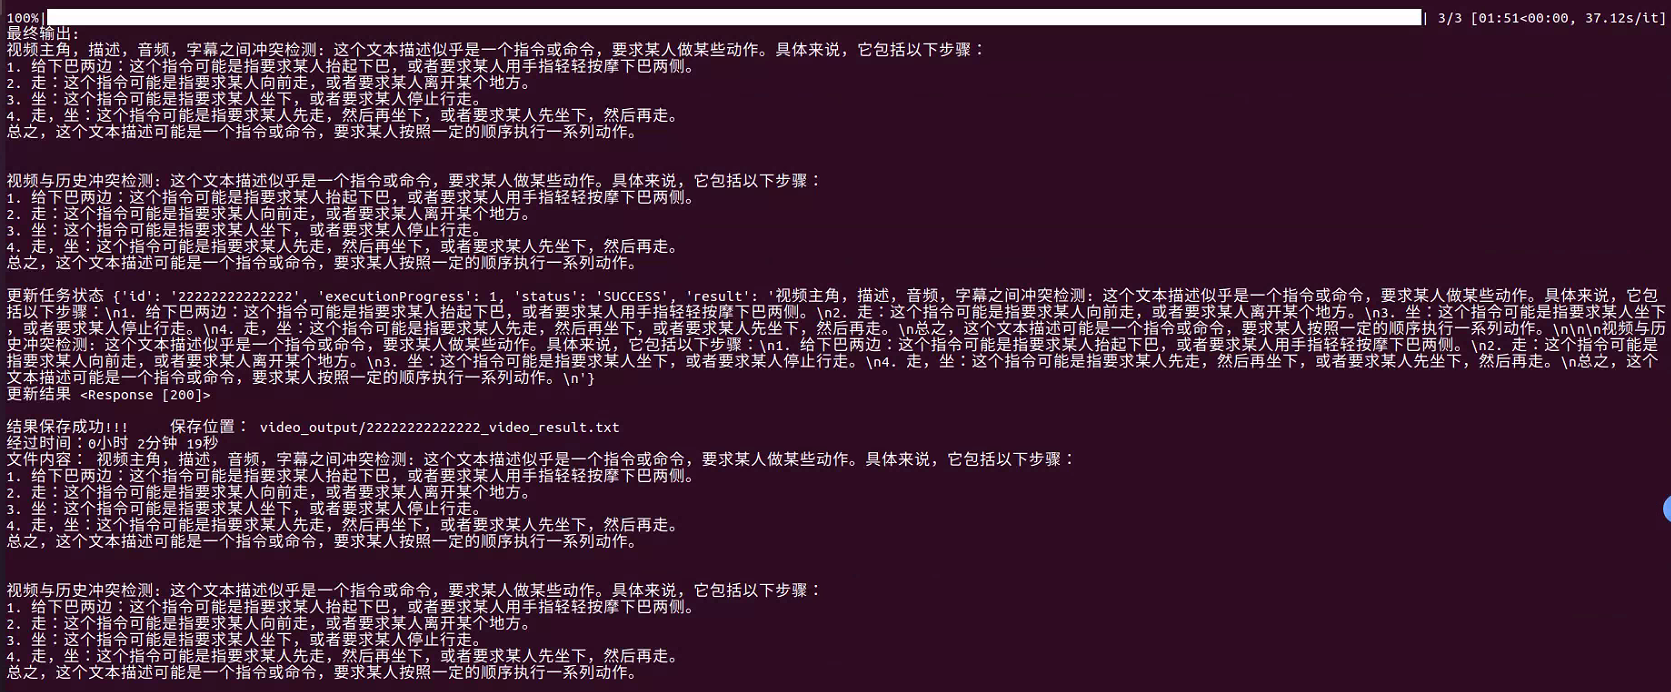 100%| | 3/3 [01:51<00:00, 37.12s/it]
最终输出:
视频主角，描述，音频，字幕之间冲突检测: 这个文本描述似乎是一个指令或命令，要求某人做某些动作。具体来说，它包括以下步骤：
1. 给下巴两边：这个指令可能是指要求某人抬起下巴，或者要求某人用手指轻轻按摩下巴两侧。
2. 走：这个指令可能是指要求某人向前走，或者要求某人离开某个地方。
3. 坐：这个指令可能是指要求某人坐下，或者要求某人停止行走。
4. 走，坐：这个指令可能是指要求某人先走，然后再坐下，或者要求某人先坐下，然后再走。
总之，这个文本描述可能是一个指令或命令，要求某人按照一定的顺序执行一系列动作。
视频与历史冲突检测: 这个文本描述似乎是一个指令或命令，要求某人做某些动作。具体来说，它包括以下步骤：
1. 给下巴两边：这个指令可能是指要求某人抬起下巴，或者要求某人用手指轻轻按摩下巴两侧。
2. 走：这个指令可能是指要求某人向前走，或者要求某人离开某个地方。
3. 坐：这个指令可能是指要求某人坐下，或者要求某人停止行走。
4. 走，坐：这个指令可能是指要求某人先走，然后再坐下，或者要求某人先坐下，然后再走。
总之，这个文本描述可能是一个指令或命令，要求某人按照一定的顺序执行一系列动作。
更新任务状态 {'id': '22222222222222', 'executionProgress': 1, 'status': 'SUCCESS', 'result': '视频主角，描述，音频，字幕之间冲突检测: 这个文本描述似乎是一个指令或命令，要求某人做某些动作。具体来说，它包
括以下步骤：\n1. 给下巴两边：这个指令可能是指要求某人抬起下巴，或者要求某人用手指轻轻按摩下巴两侧。\n2. 走：这个指令可能是指要求某人向前走，或者要求某人离开某个地方。\n3. 坐：这个指令可能是指要求某人坐下
，或者要求某人停止行走。\n4. 走，坐：这个指令可能是指要求某人先走，然后再坐下，或者要求某人先坐下，然后再走。\n总之，这个文本描述可能是一个指令或命令，要求某人按照一定的顺序执行一系列动作。\n\n\n视频与历
史冲突检测: 这个文本描述似乎是一个指令或命令，要求某人做某些动作。具体来说，它包括以下步骤：\n1. 给下巴两边：这个指令可能是指要求某人抬起下巴，或者要求某人用手指轻轻按摩下巴两侧。\n2. 走：这个指令可能是
指要求某人向前走，或者要求某人离开某个地方。\n3. 坐：这个指令可能是指要求某人坐下，或者要求某人停止行走。\n4. 走，坐：这个指令可能是指要求某人先走，然后再坐下，或者要求某人先坐下，然后再走。\n总之，这个
文本描述可能是一个指令或命令，要求某人按照一定的顺序执行一系列动作。\n'}
更新结果 <Response [200]>
结果保存成功!!! 保存位置： video_output/22222222222222_video_result.txt
经过时间：0小时 2分钟 19秒
文件内容： 视频主角，描述，音频，字幕之间冲突检测: 这个文本描述似乎是一个指令或命令，要求某人做某些动作。具体来说，它包括以下步骤：
1. 给下巴两边：这个指令可能是指要求某人抬起下巴，或者要求某人用手指轻轻按摩下巴两侧。
2. 走：这个指令可能是指要求某人向前走，或者要求某人离开某个地方。
3. 坐：这个指令可能是指要求某人坐下，或者要求某人停止行走。
4. 走，坐：这个指令可能是指要求某人先走，然后再坐下，或者要求某人先坐下，然后再走。
总之，这个文本描述可能是一个指令或命令，要求某人按照一定的顺序执行一系列动作。
视频与历史冲突检测: 这个文本描述似乎是一个指令或命令，要求某人做某些动作。具体来说，它包括以下步骤：
1. 给下巴两边：这个指令可能是指要求某人抬起下巴，或者要求某人用手指轻轻按摩下巴两侧。
2. 走：这个指令可能是指要求某人向前走，或者要求某人离开某个地方。
3. 坐：这个指令可能是指要求某人坐下，或者要求某人停止行走。
4. 走，坐：这个指令可能是指要求某人先走，然后再坐下，或者要求某人先坐下，然后再走。
总之，这个文本描述可能是一个指令或命令，要求某人按照一定的顺序执行一系列动作。